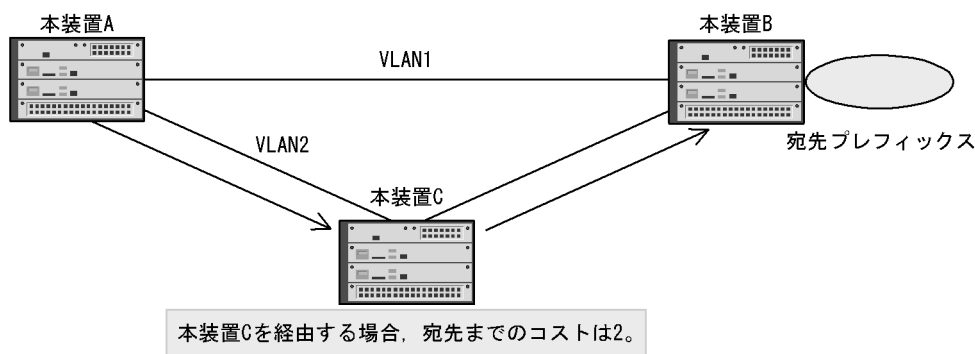 本装置A
本装置B
VLAN1
宛先プレフィックス
VLAN2
本装置C
本装置Cを経由する場合，宛先までのコストは2。